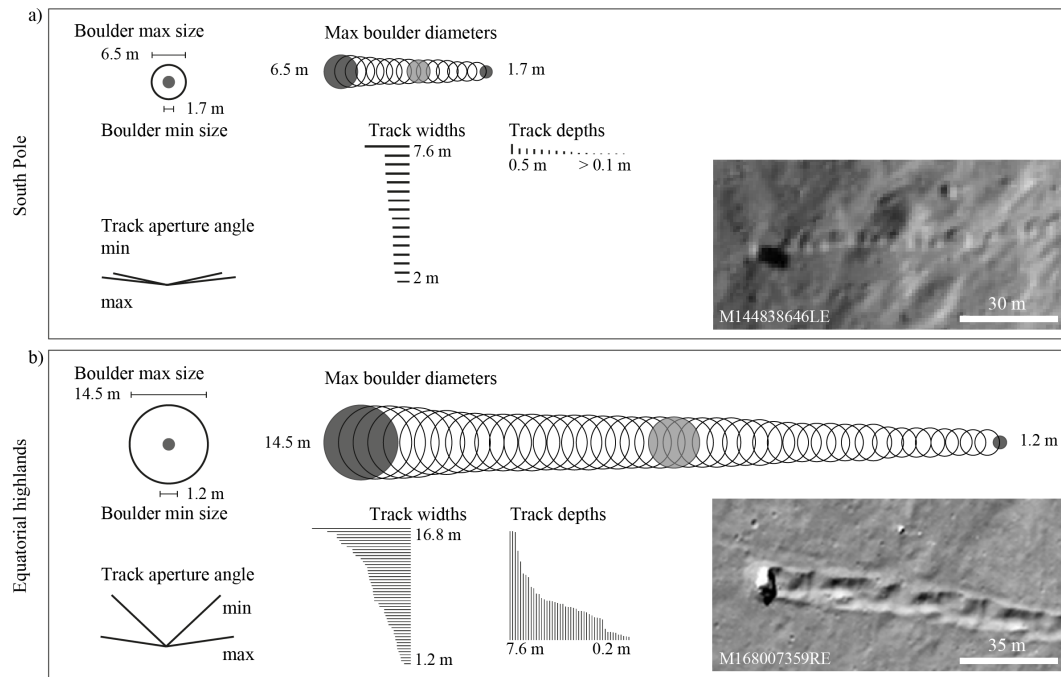 a)
South Pole
Boulder max size
6.5 m
1.7 m
Boulder min size
Max boulder diameters
6.5 m
1.7 m
Track widths
7.6 m
2 m
Track depths
0.5 m
> 0.1 m
Track aperture angle
min
max
30 m
M144838646LE
b)
Equatorial highlands
Boulder max size
14.5 m
1.2 m
Boulder min size
Max boulder diameters
14.5 m
1.2 m
Track widths
16.8 m
1.2 m
Track depths
7.6 m
0.2 m
Track aperture angle
min
max
35 m
M168007359RE